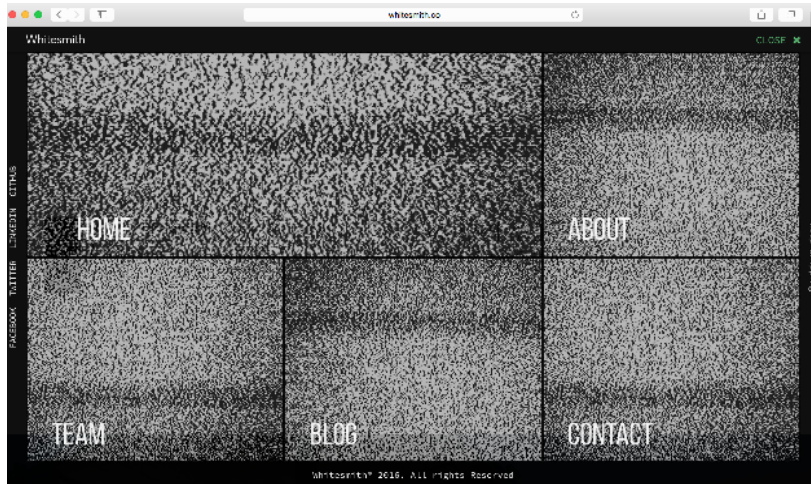 whitesmith.co
Whitesmith
CLOSE ✖
HOME
ABOUT
TEAM
BLOG
CONTACT
GITHUB
LINKEDIN
TWITTER
FACEBOOK
Whitesmith® 2016. All rights Reserved